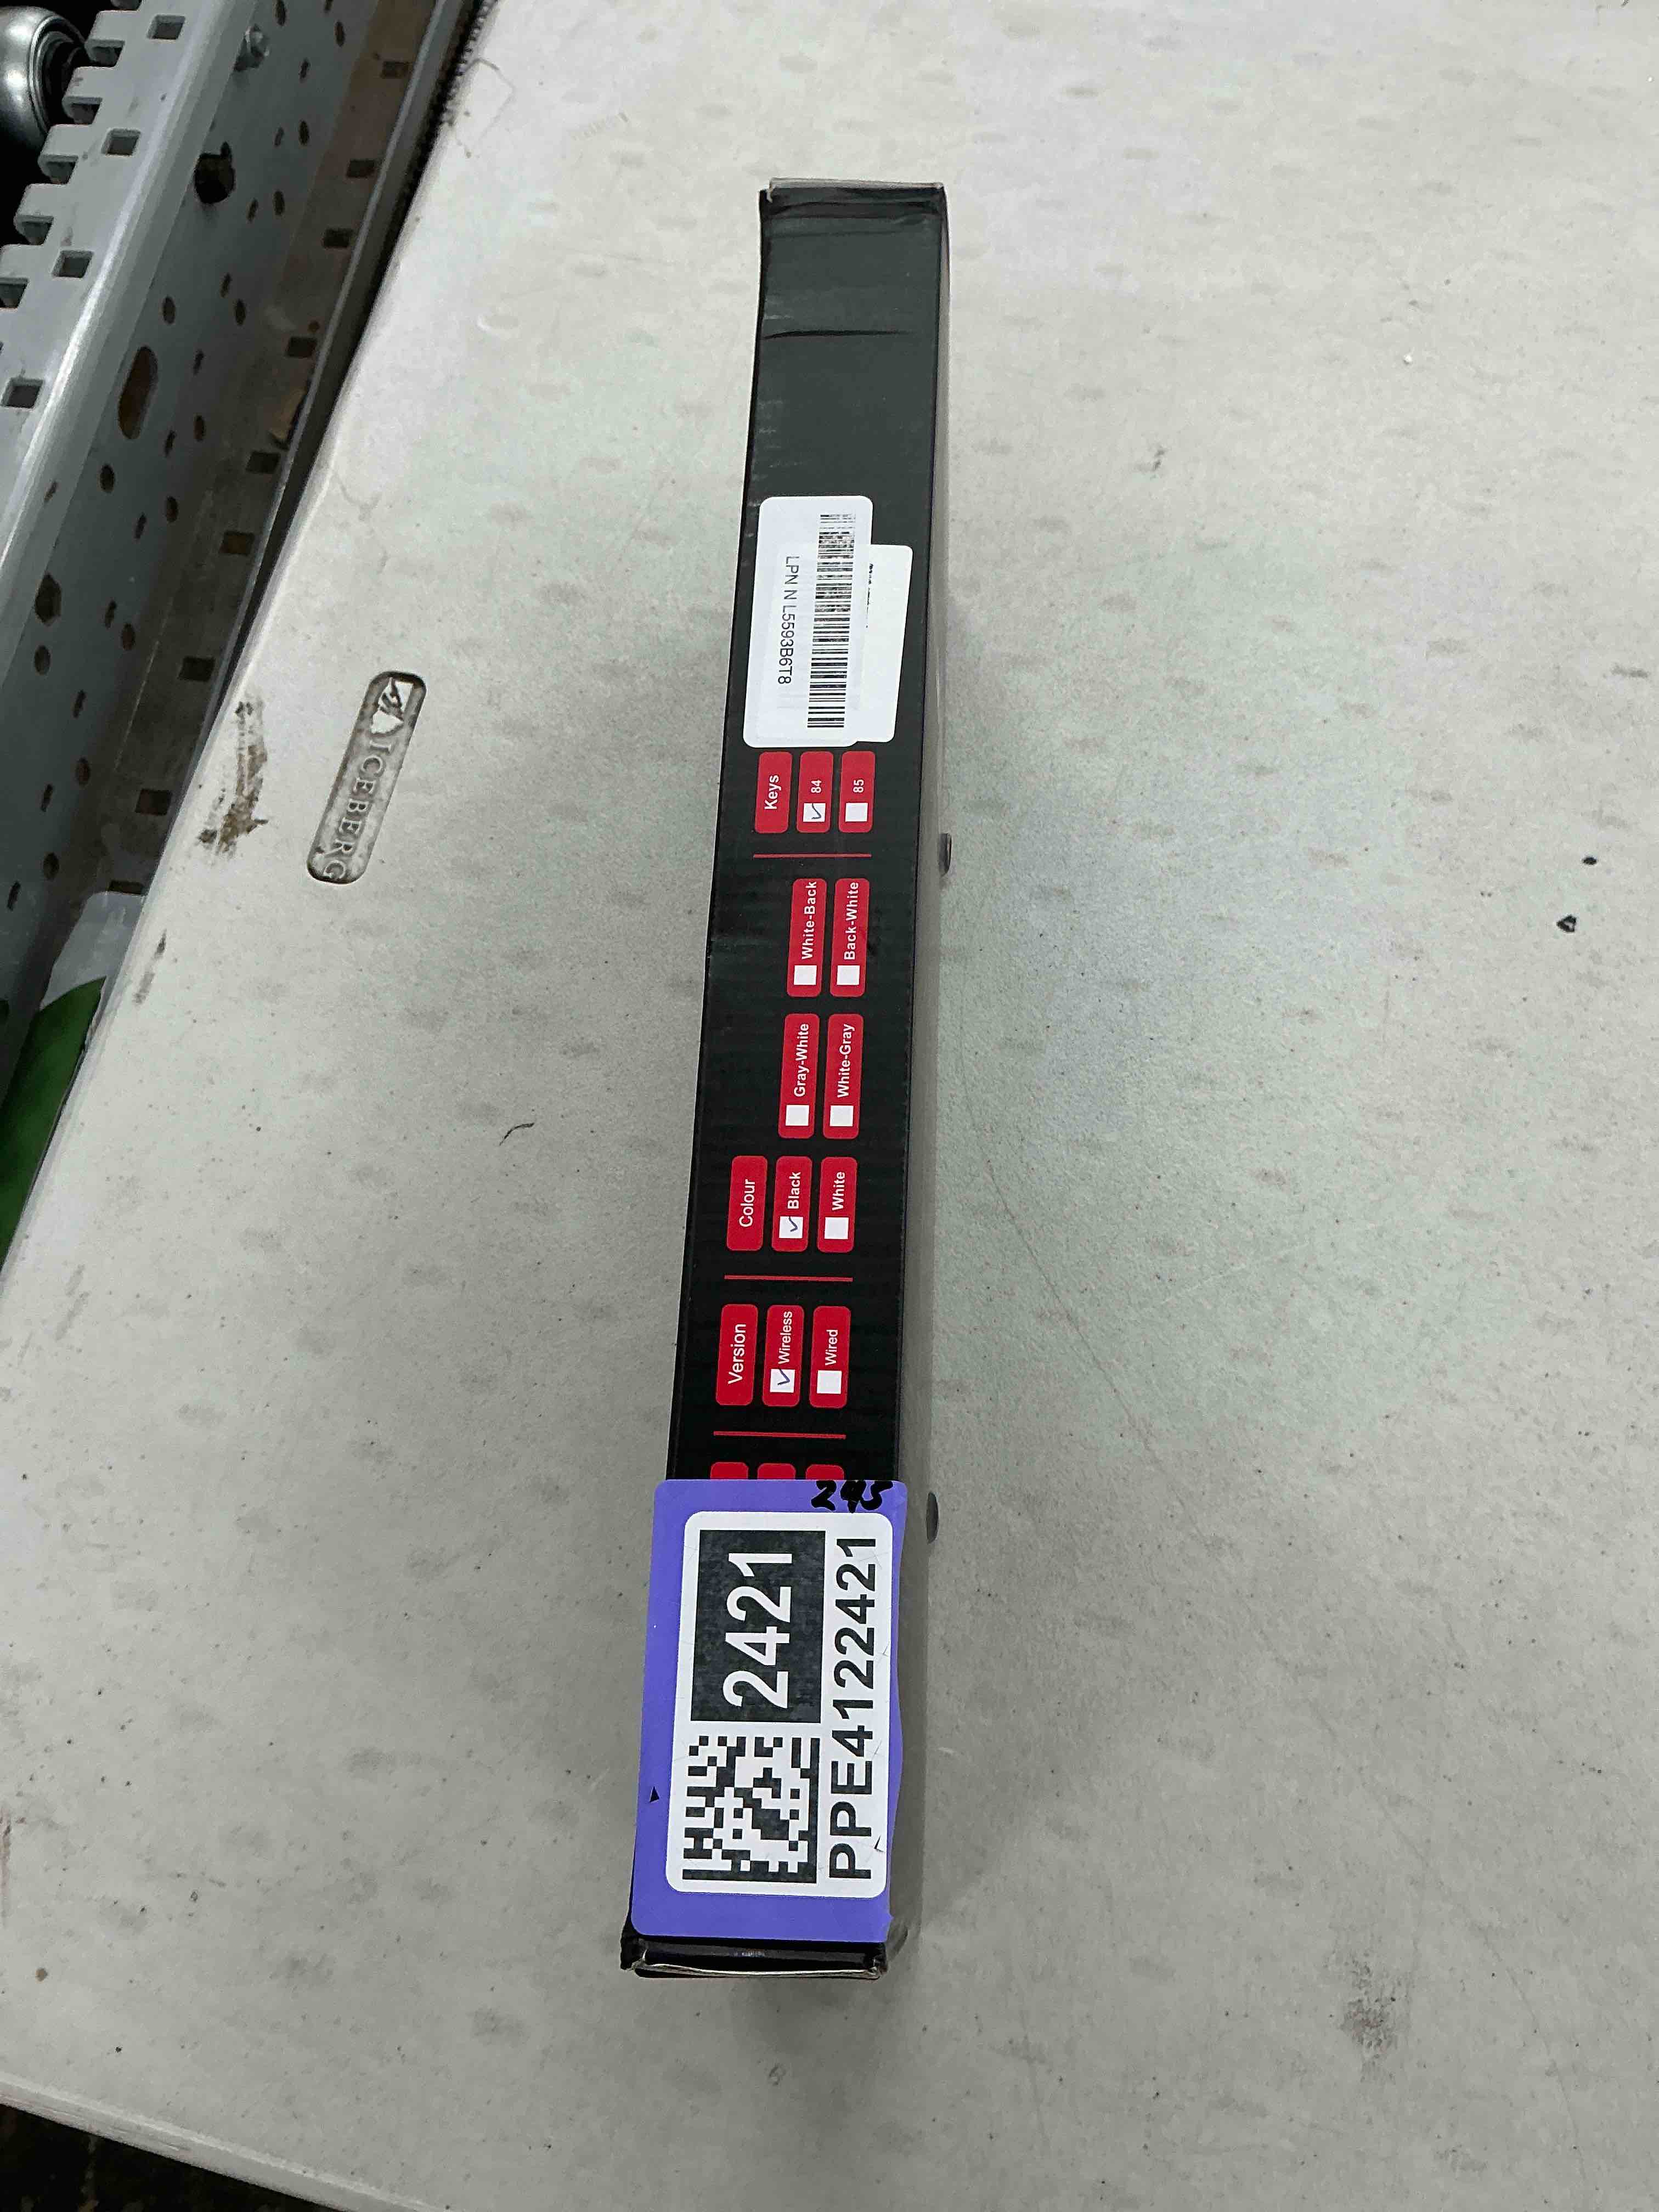 LPN N L5593B6T8
Keys
84
85
White-Back
Back-White
Gray-White
White-Gray
Colour
Black
White
Version
Wireless
Wired
245
2421
PPE4122421
ICEBERG